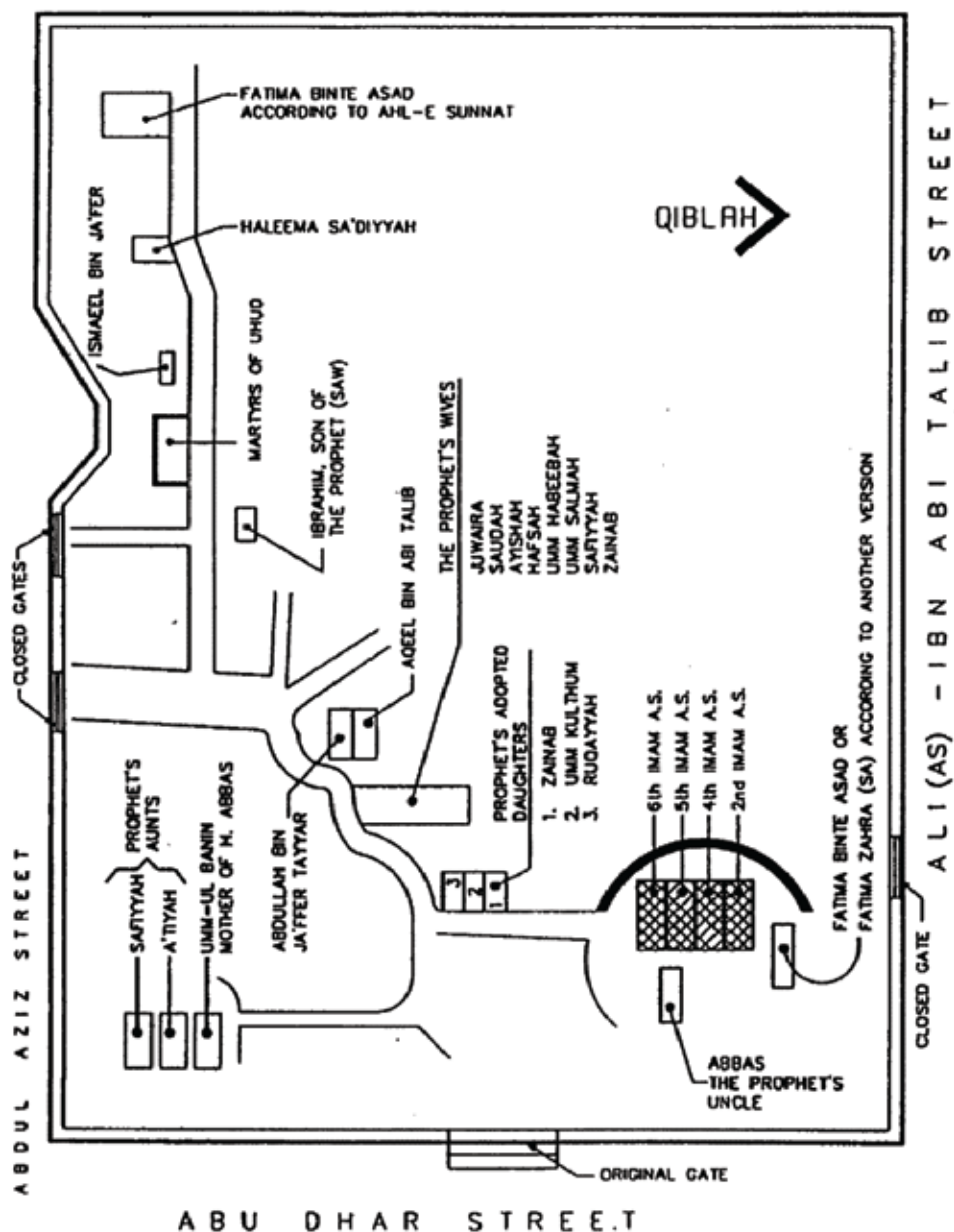 FATIMA BINTE ASAD
ACCORDING TO AHL-E SUNNAT
ISMAEEL BIN JA'FER
HALEEMA SA'DIYYAH
QIBLAH
MARTYRS OF UHUD
IBRAHIM, SON OF
THE PROPHET (SAW)
CLOSED GATES
AQEEL BIN ABI TALIB
THE PROPHET'S WIVES
JUWAIRA
SAUDAH
AYISHAH
HAFSAH
UMM HABEEBAH
UMM SALMAH
SAFIYYAH
ZAINAB
PROPHET'S ADOPTED
DAUGHTERS
1. ZAINAB
2. UMM KULTHUM
3. RUQAYYAH
3
2
1
ABDULLAH BIN
JA'FFER TAYYAR
PROPHET'S
AUNTS
SAFIYYAH
A'TIYAH
UMM-UL BANIN
MOTHER OF H. ABBAS
6th IMAM A.S.
5th IMAM A.S.
4th IMAM A.S.
2nd IMAM A.S.
FATIMA BINTE ASAD OR
FATIMA ZAHRA (SA) ACCORDING TO ANOTHER VERSION
ABBAS
THE PROPHET'S
UNCLE
CLOSED GATE
ORIGINAL GATE
ABDUL AZIZ STREET
ALI (AS) - IBN ABI TALIB STREET
ABU DHAR STREE.T